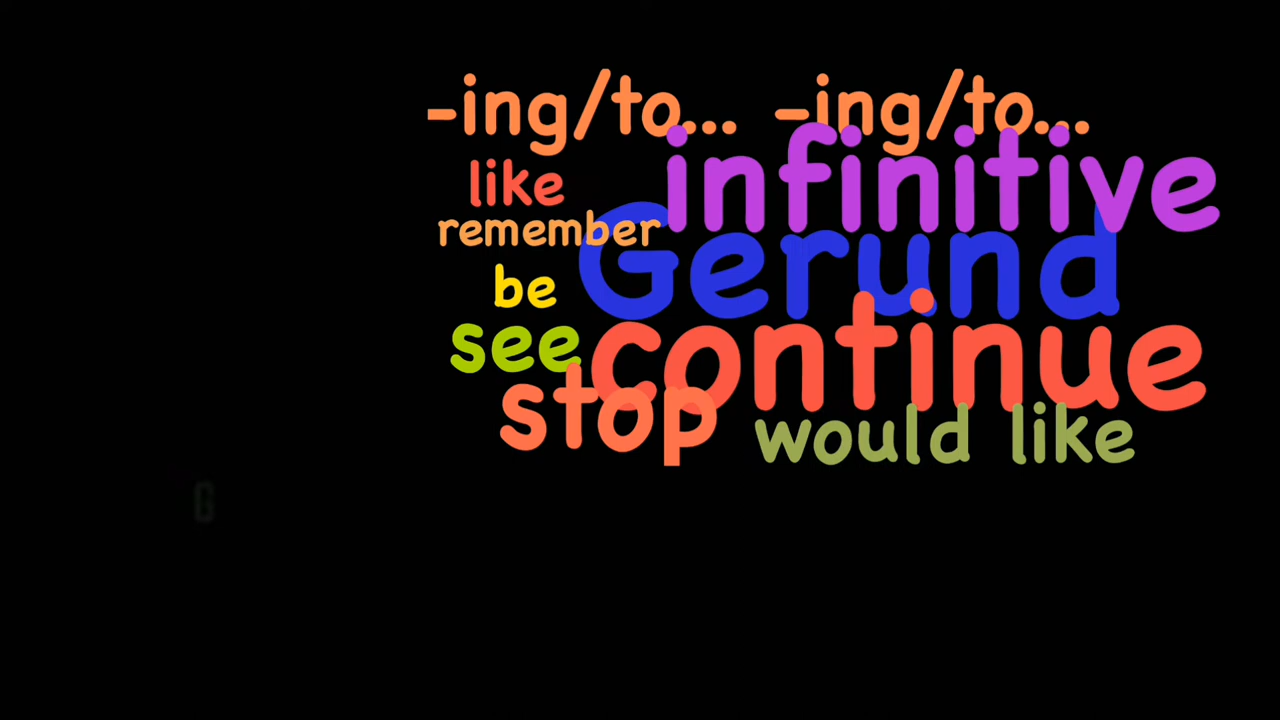 -ing/to... -ing/to...
like infinitive
remember
be Gerund
see continue
stop would like
G